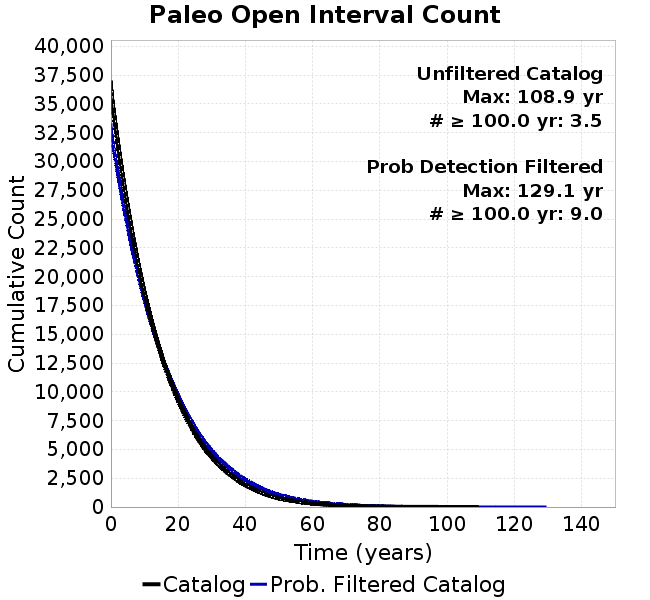 Paleo Open Interval Count
Cumulative Count
40,000
37,500
35,000
32,500
30,000
27,500
25,000
22,500
20,000
17,500
15,000
12,500
10,000
7,500
5,000
2,500
0
Unfiltered Catalog
Max: 108.9 yr
# ≥ 100.0 yr: 3.5
Prob Detection Filtered
Max: 129.1 yr
# ≥ 100.0 yr: 9.0
0 20 40 60 80 100 120 140
Time (years)
Catalog Prob. Filtered Catalog